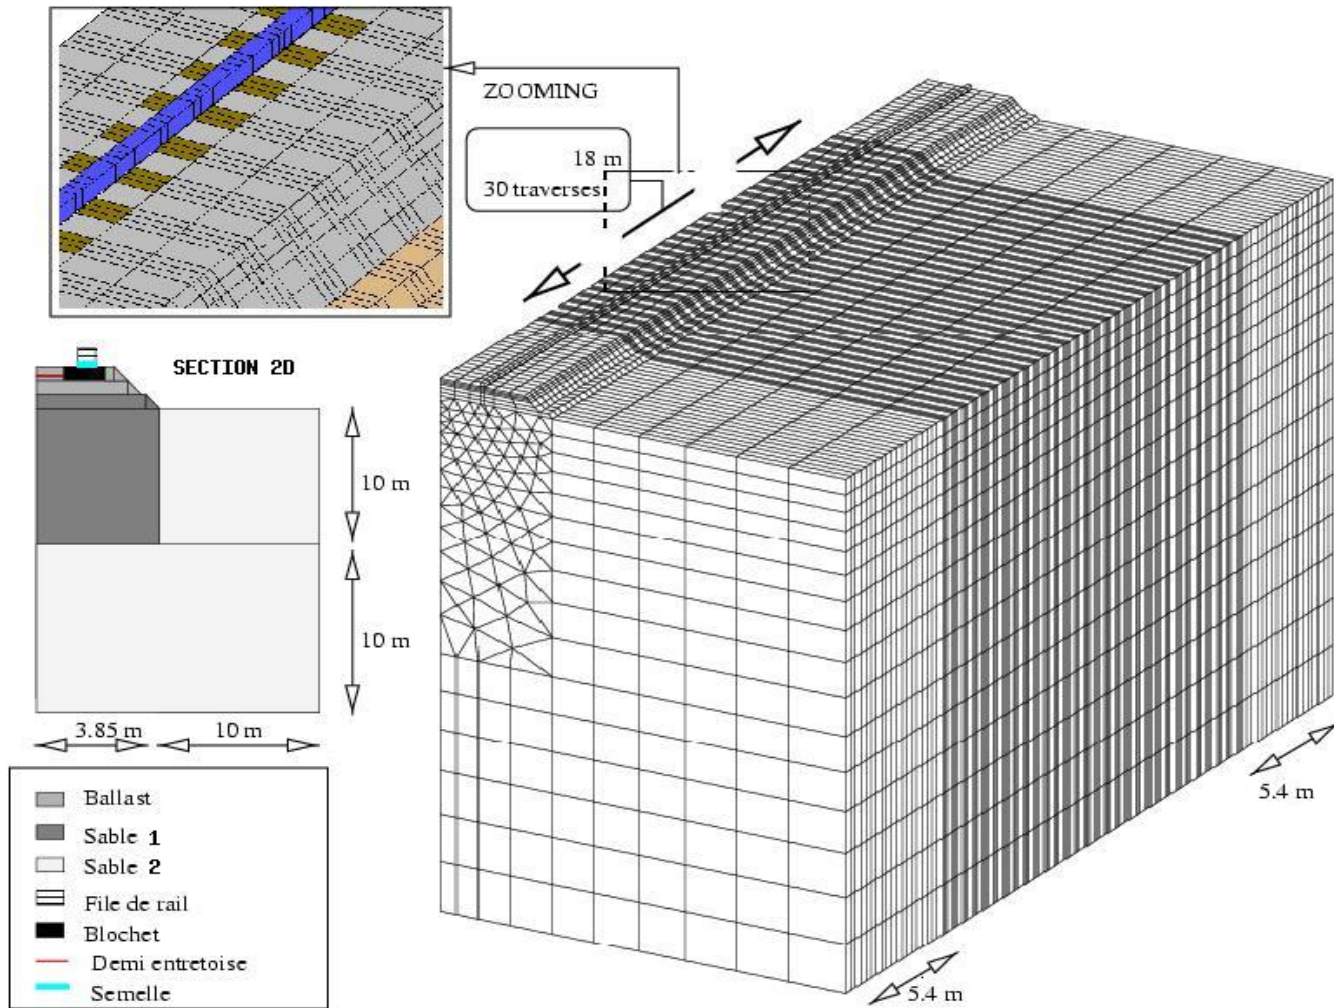 ZOOMING
18 m
30 traverses
SECTION 2D
10 m
10 m
3.85 m
10 m
Ballast
Sable 1
Sable 2
File de rail
Blochet
Demi entretoise
Semelle
5.4 m
5.4 m